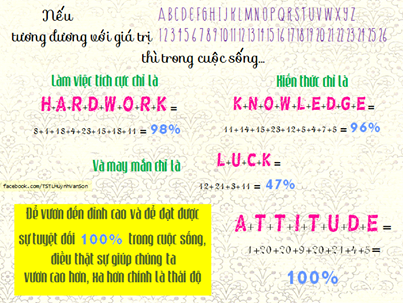 Nếu
A B C D E F G H I J K L M N O P Q R S T U V W X Y Z
tương đương với giá trị
1 2 3 4 5 6 7 8 9 10 11 12 13 14 15 16 17 18 19 20 21 22 23 24 25 26
thì trong cuộc sống...
Làm việc tích cực chỉ là
H+A+R+D+W+O+R+K =
8+1+18+4+23+15+18+11 = 98%
Kiến thức chỉ là
K+N+O+W+L+E+D+G+E =
11+14+15+23+12+5+4+7+5 = 96%
Và may mắn chỉ là
L+U+C+K =
12+21+3+11 = 47%
facebook.com/TSTLHuynhVanSon
Để vươn đến đỉnh cao và để đạt được
sự tuyệt đối 100% trong cuộc sống,
điều thật sự giúp chúng ta
vươn cao hơn, xa hơn chính là thái độ
A+T+T+I+T+U+D+E =
1+20+20+9+20+21+4+5=
100%